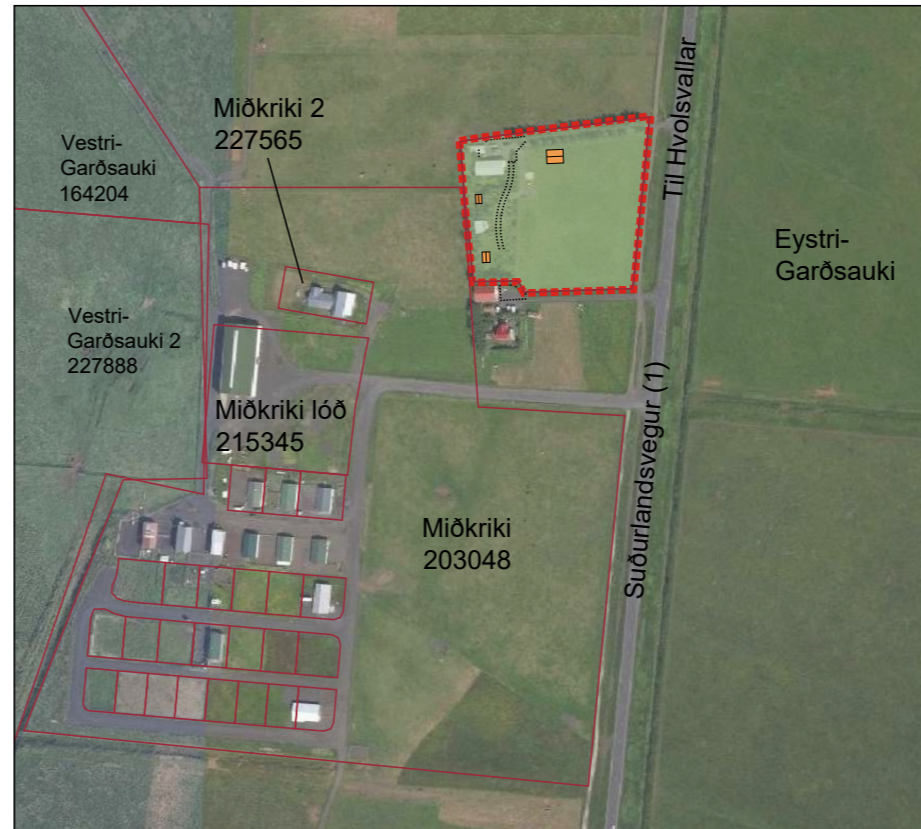 Miðkriki 2
227565
Vestri-
Garðsauki
164204
Til Hvolsvallar
Eystri-
Garðsauki
Vestri-
Garðsauki 2
227888
Miðkriki lóð
215345
Miðkriki
203048
Suðurlandsvegur (1)